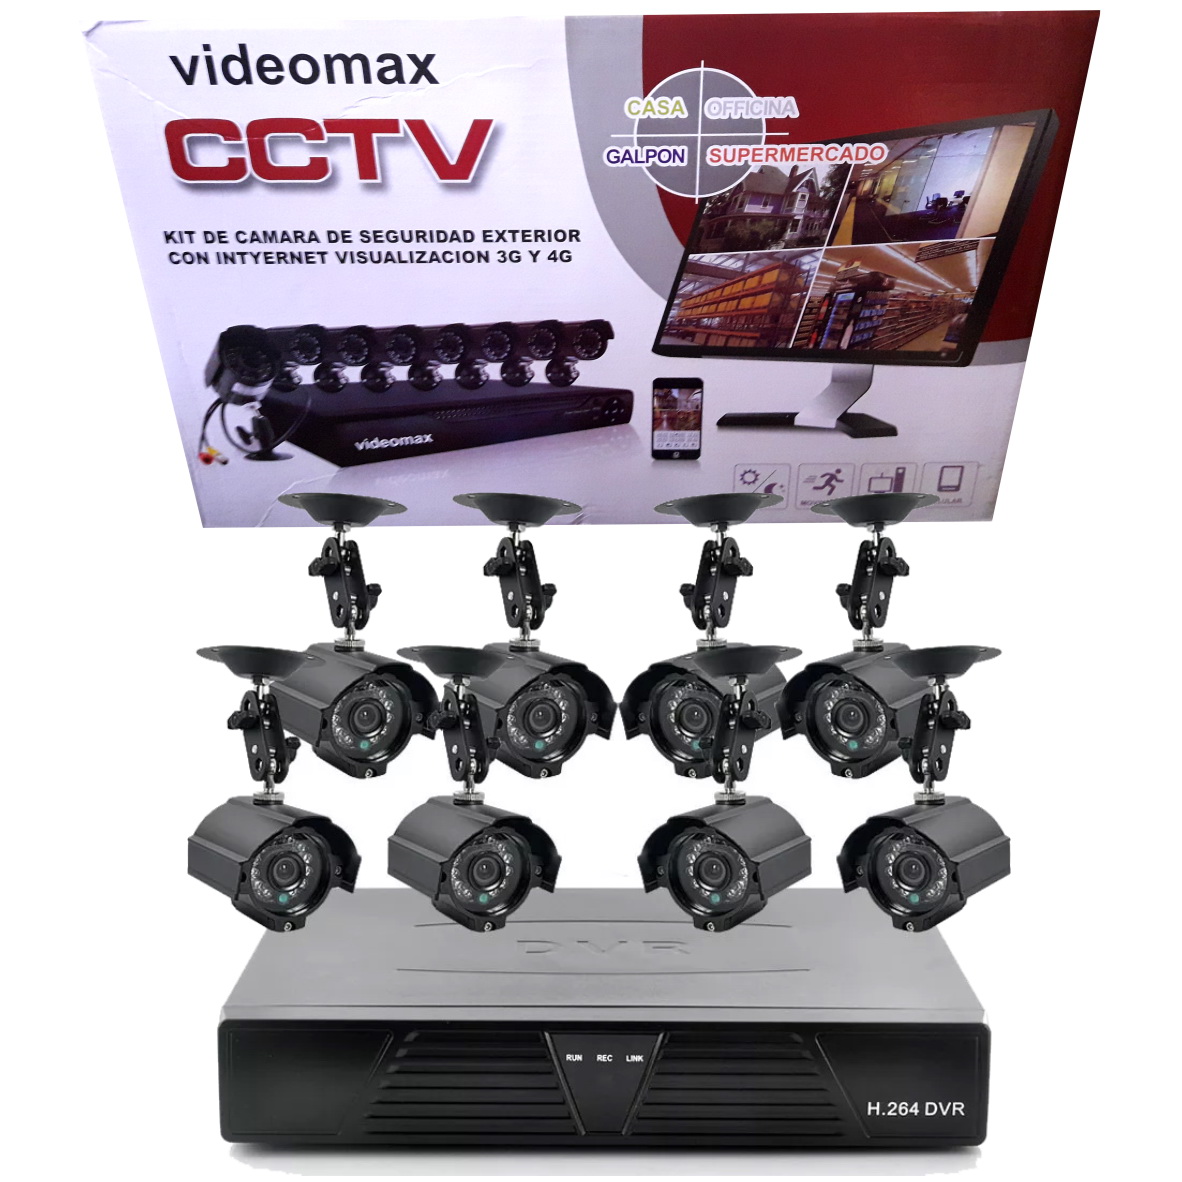 videomax
CCTV
CASA
OFFICINA
GALPON
SUPERMERCADO
KIT DE CAMARA DE SEGURIDAD EXTERIOR
CON INTYERNET VISUALIZACION 3G Y 4G
videomax
DVR
RUN REC LINK
H.264 DVR